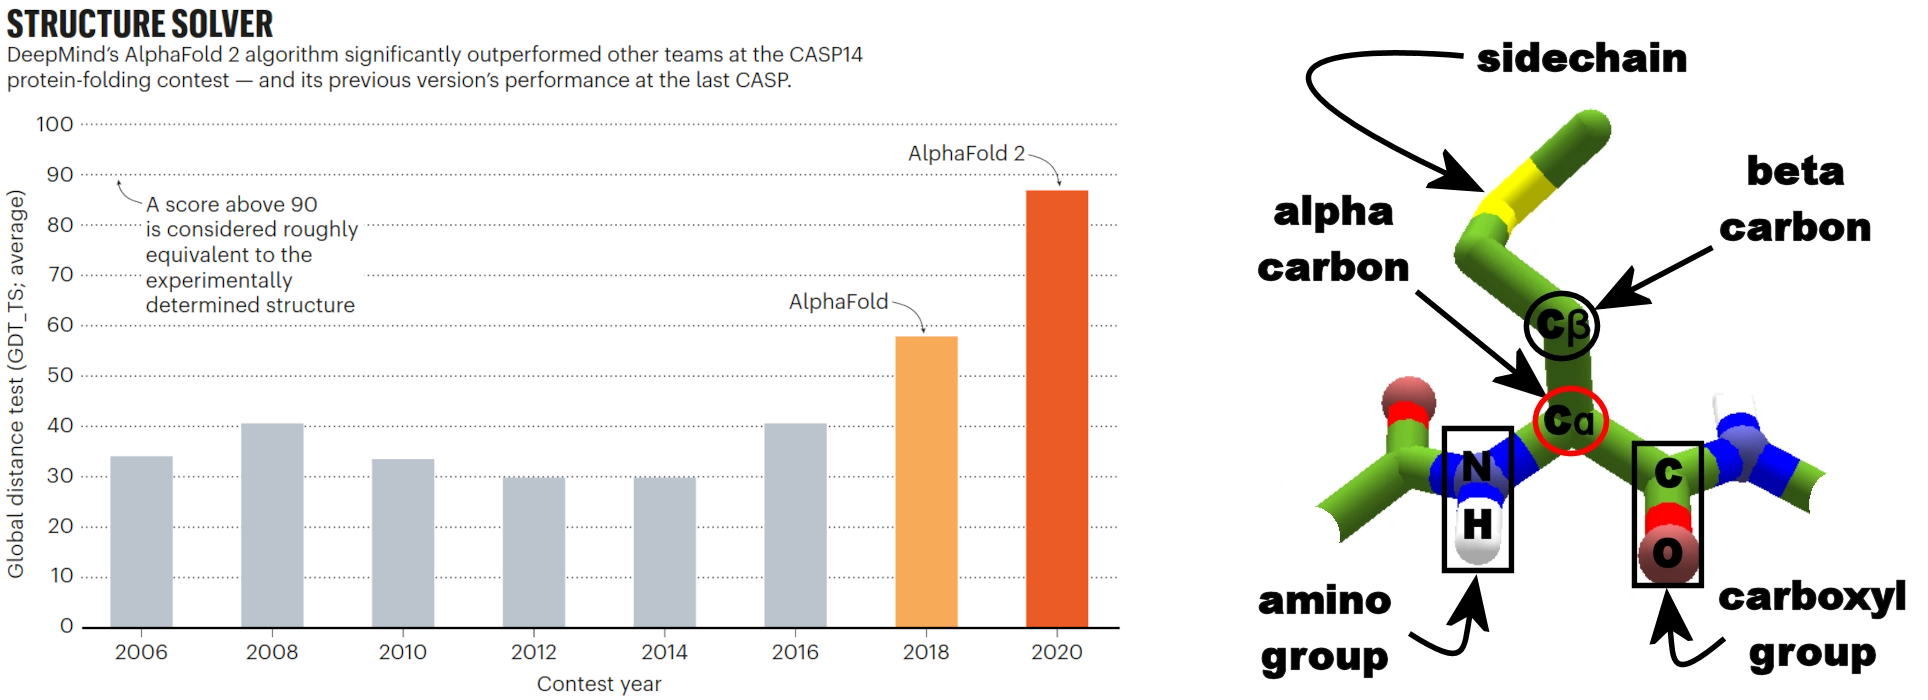 STRUCTURE SOLVER
DeepMind's AlphaFold 2 algorithm significantly outperformed other teams at the CASP14
protein-folding contest — and its previous version's performance at the last CASP.
Global distance test (GDT_TS; average)
100
90
80
70
60
50
40
30
20
10
0
A score above 90
is considered roughly
equivalent to the
experimentally
determined structure
AlphaFold
AlphaFold 2
2006 2008 2010 2012 2014 2016 2018 2020
Contest year
sidechain
beta
carbon
alpha
carbon
Cβ
Cα
N
H
C
O
amino
group
carboxyl
group